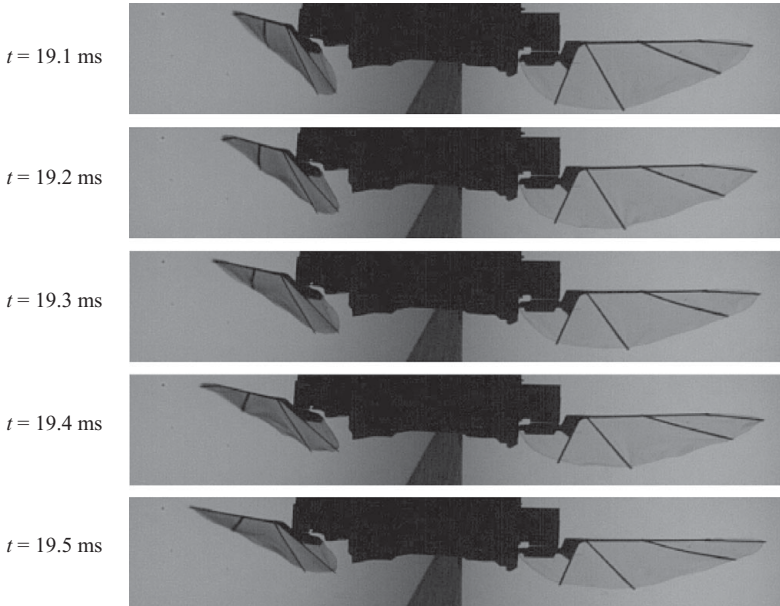 t = 19.1 ms
t = 19.2 ms
t = 19.3 ms
t = 19.4 ms
t = 19.5 ms